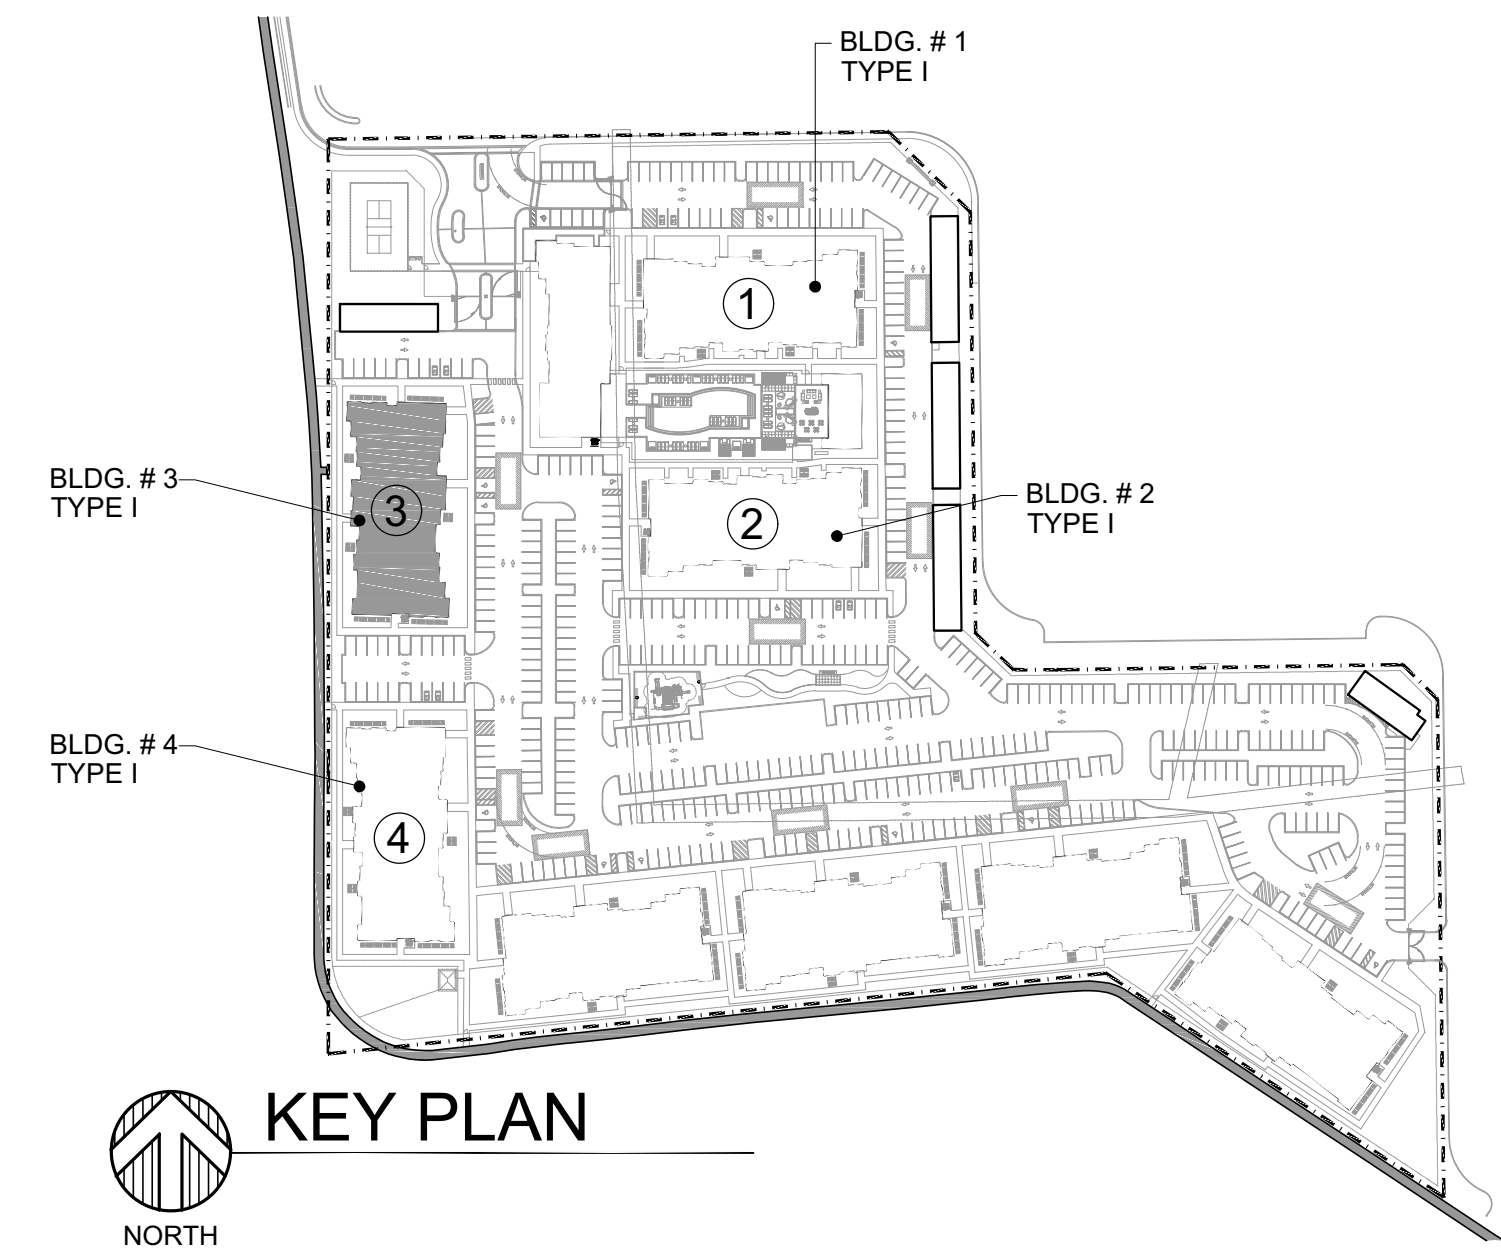 BLDG. # 1
TYPE I
1
BLDG. # 3
TYPE I
3
BLDG. # 2
TYPE I
2
BLDG. # 4
TYPE I
4
KEY PLAN
NORTH